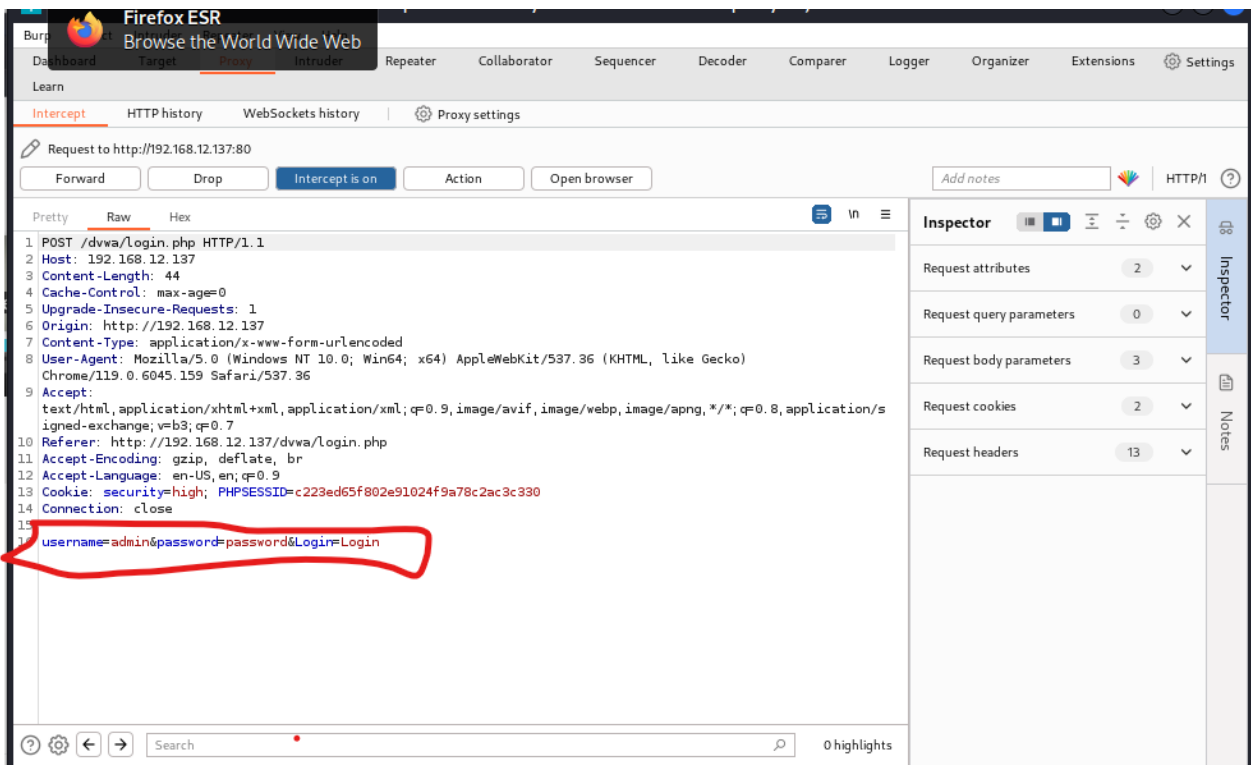 Firefox ESR
Browse the World Wide Web
Burp
Dashboard Target Proxy Intruder Repeater Collaborator Sequencer Decoder Comparer Logger Organizer Extensions Settings
Learn
Intercept HTTP history WebSockets history Proxy settings
Request to http://192.168.12.137:80
Forward Drop Intercept is on Action Open browser Add notes HTTP/1
Pretty Raw Hex \n
Inspector
1 POST /dvwa/login.php HTTP/1.1
2 Host: 192.168.12.137
3 Content-Length: 44
4 Cache-Control: max-age=0
5 Upgrade-Insecure-Requests: 1
6 Origin: http://192.168.12.137
7 Content-Type: application/x-www-form-urlencoded
8 User-Agent: Mozilla/5.0 (Windows NT 10.0; Win64; x64) AppleWebKit/537.36 (KHTML, like Gecko)
Chrome/119.0.6045.159 Safari/537.36
9 Accept:
text/html,application/xhtml+xml,application/xml;q=0.9,image/avif,image/webp,image/apng,*/*;q=0.8,application/s
igned-exchange;v=b3;q=0.7
10 Referer: http://192.168.12.137/dvwa/login.php
11 Accept-Encoding: gzip, deflate, br
12 Accept-Language: en-US,en;q=0.9
13 Cookie: security=high; PHPSESSID=c223ed65f802e91024f9a78c2ac3c330
14 Connection: close
15
16 username=admin&password=password&Login=Login
Request attributes 2
Request query parameters 0
Request body parameters 3
Request cookies 2
Request headers 13
Inspector
Notes
Search 0 highlights